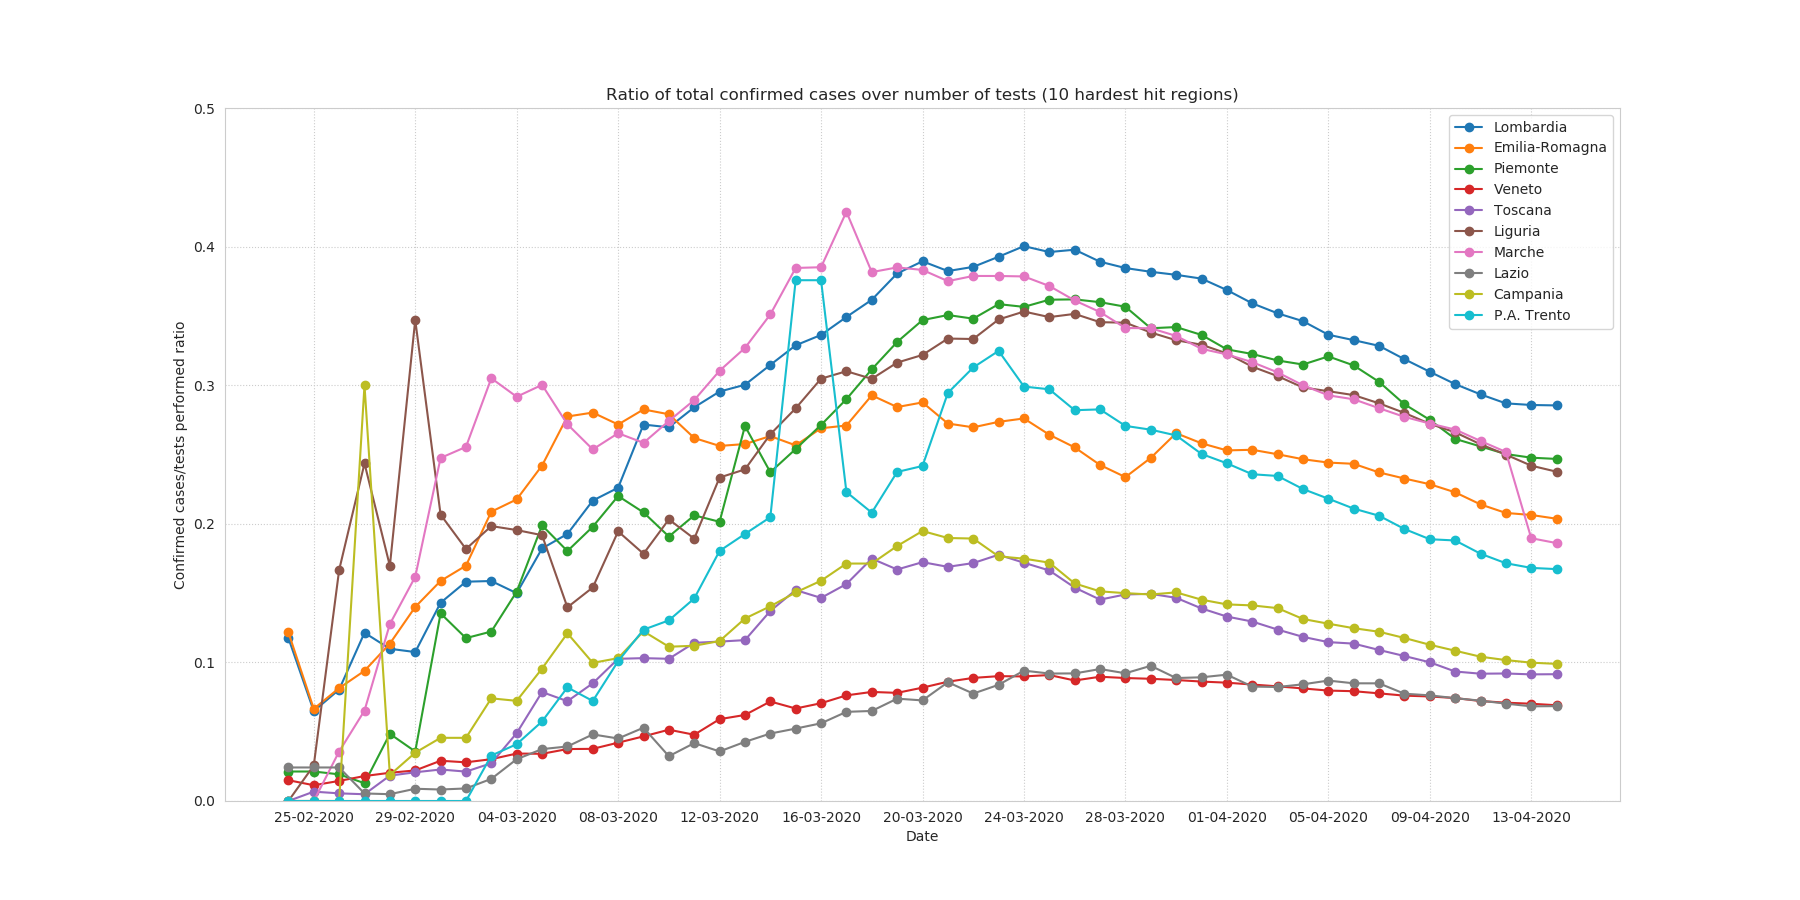 Ratio of total confirmed cases over number of tests (10 hardest hit regions)
0.5
0.4
0.3
0.2
0.1
0.0
Confirmed cases/tests performed ratio
Lombardia
Emilia-Romagna
Piemonte
Veneto
Toscana
Liguria
Marche
Lazio
Campania
P.A. Trento
25-02-2020 29-02-2020 04-03-2020 08-03-2020 12-03-2020 16-03-2020 20-03-2020 24-03-2020 28-03-2020 01-04-2020 05-04-2020 09-04-2020 13-04-2020
Date